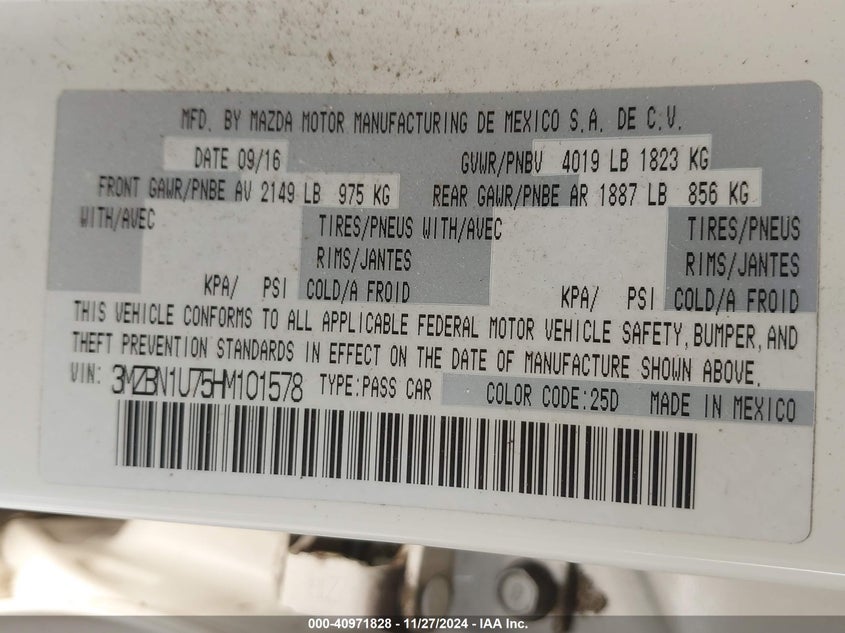 MFD. BY MAZDA MOTOR MANUFACTURING DE MEXICO S.A. DE C.V.
DATE 09/16 GVWR/PNBV 4019 LB 1823 KG
FRONT GAWR/PNBE AV 2149 LB 975 KG REAR GAWR/PNBE AR 1887 LB 856 KG
WITH/AVEC TIRES/PNEUS WITH/AVEC TIRES/PNEUS
RIMS/JANTES RIMS/JANTES
KPA/ PSI COLD/A FROID KPA/ PSI COLD/A FROID
THIS VEHICLE CONFORMS TO ALL APPLICABLE FEDERAL MOTOR VEHICLE SAFETY, BUMPER, AND
THEFT PREVENTION STANDARDS IN EFFECT ON THE DATE OF MANUFACTURE SHOWN ABOVE.
VIN: 3MZBN1U75HM101578 TYPE:PASS CAR COLOR CODE:25D MADE IN MEXICO
000-40971828 - 11/27/2024 - IAA Inc.